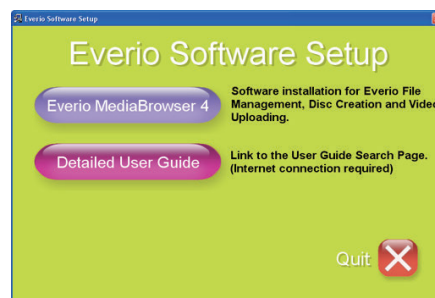 Everio Software Setup
Everio Software Setup
Everio MediaBrowser 4
Software installation for Everio File
Management, Disc Creation and Video
Uploading.
Detailed User Guide
Link to the User Guide Search Page.
(Internet connection required)
Quit